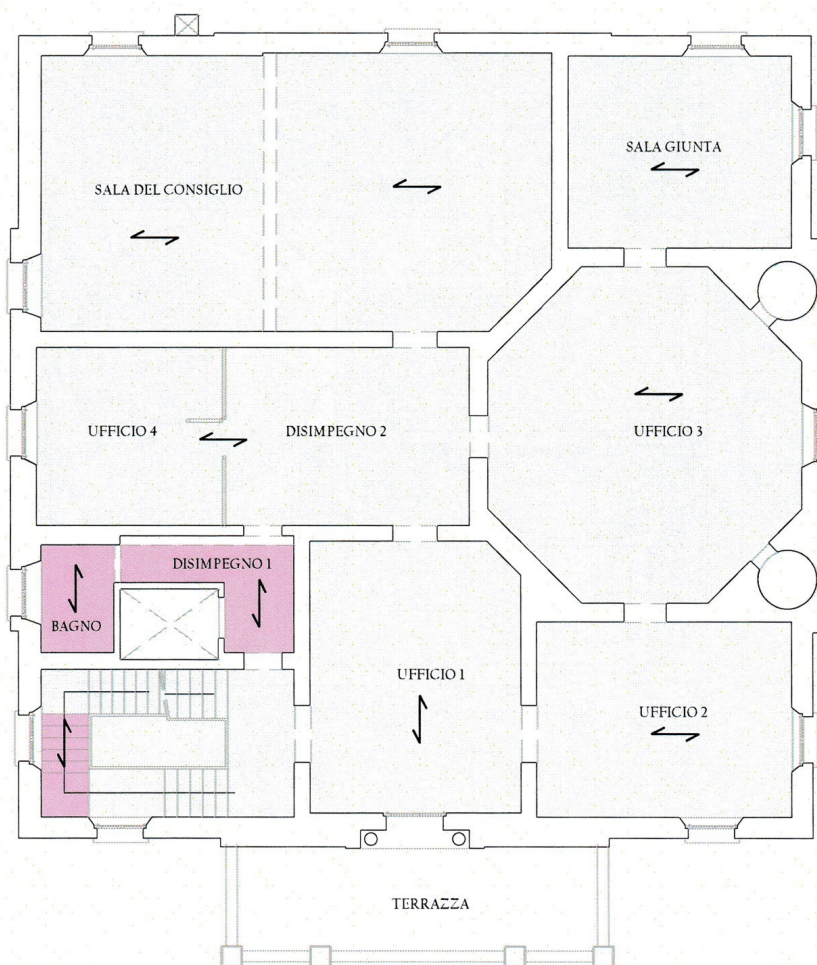 SALA GIUNTA
SALA DEL CONSIGLIO
UFFICIO 4
DISIMPEGNO 2
UFFICIO 3
DISIMPEGNO 1
BAGNO
UFFICIO 1
UFFICIO 2
TERRAZZA